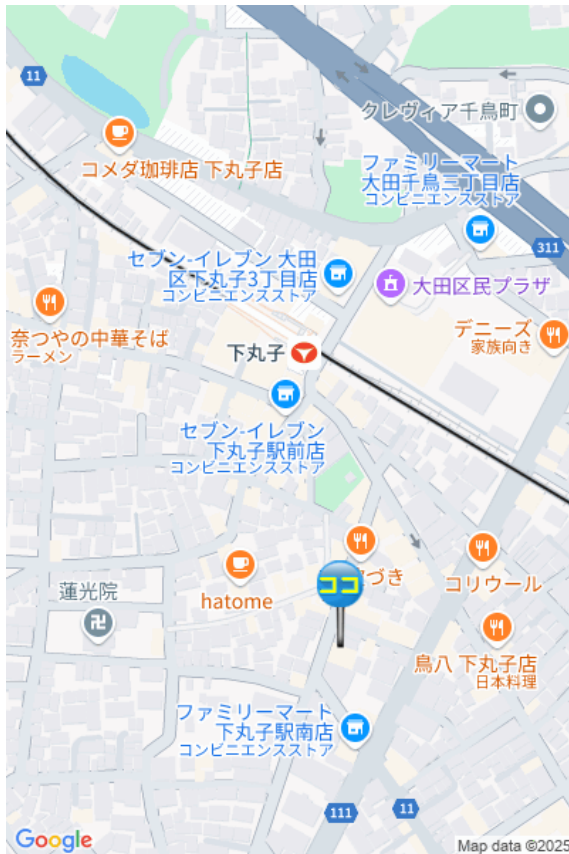 11
クレヴィア千鳥町
コメダ珈琲店 下丸子店
ファミリーマート
大田千鳥三丁目店
コンビニエンスストア
311
セブン-イレブン 大田
区下丸子3丁目店
コンビニエンスストア
大田区民プラザ
奈つやの中華そば
ラーメン
デニーズ
家族向き
下丸子
セブン-イレブン
下丸子駅前店
コンビニエンスストア
ココ
づき
コリウール
hatome
蓮光院
鳥八 下丸子店
日本料理
ファミリーマート
下丸子駅南店
コンビニエンスストア
111
11
Google
Map data ©2025